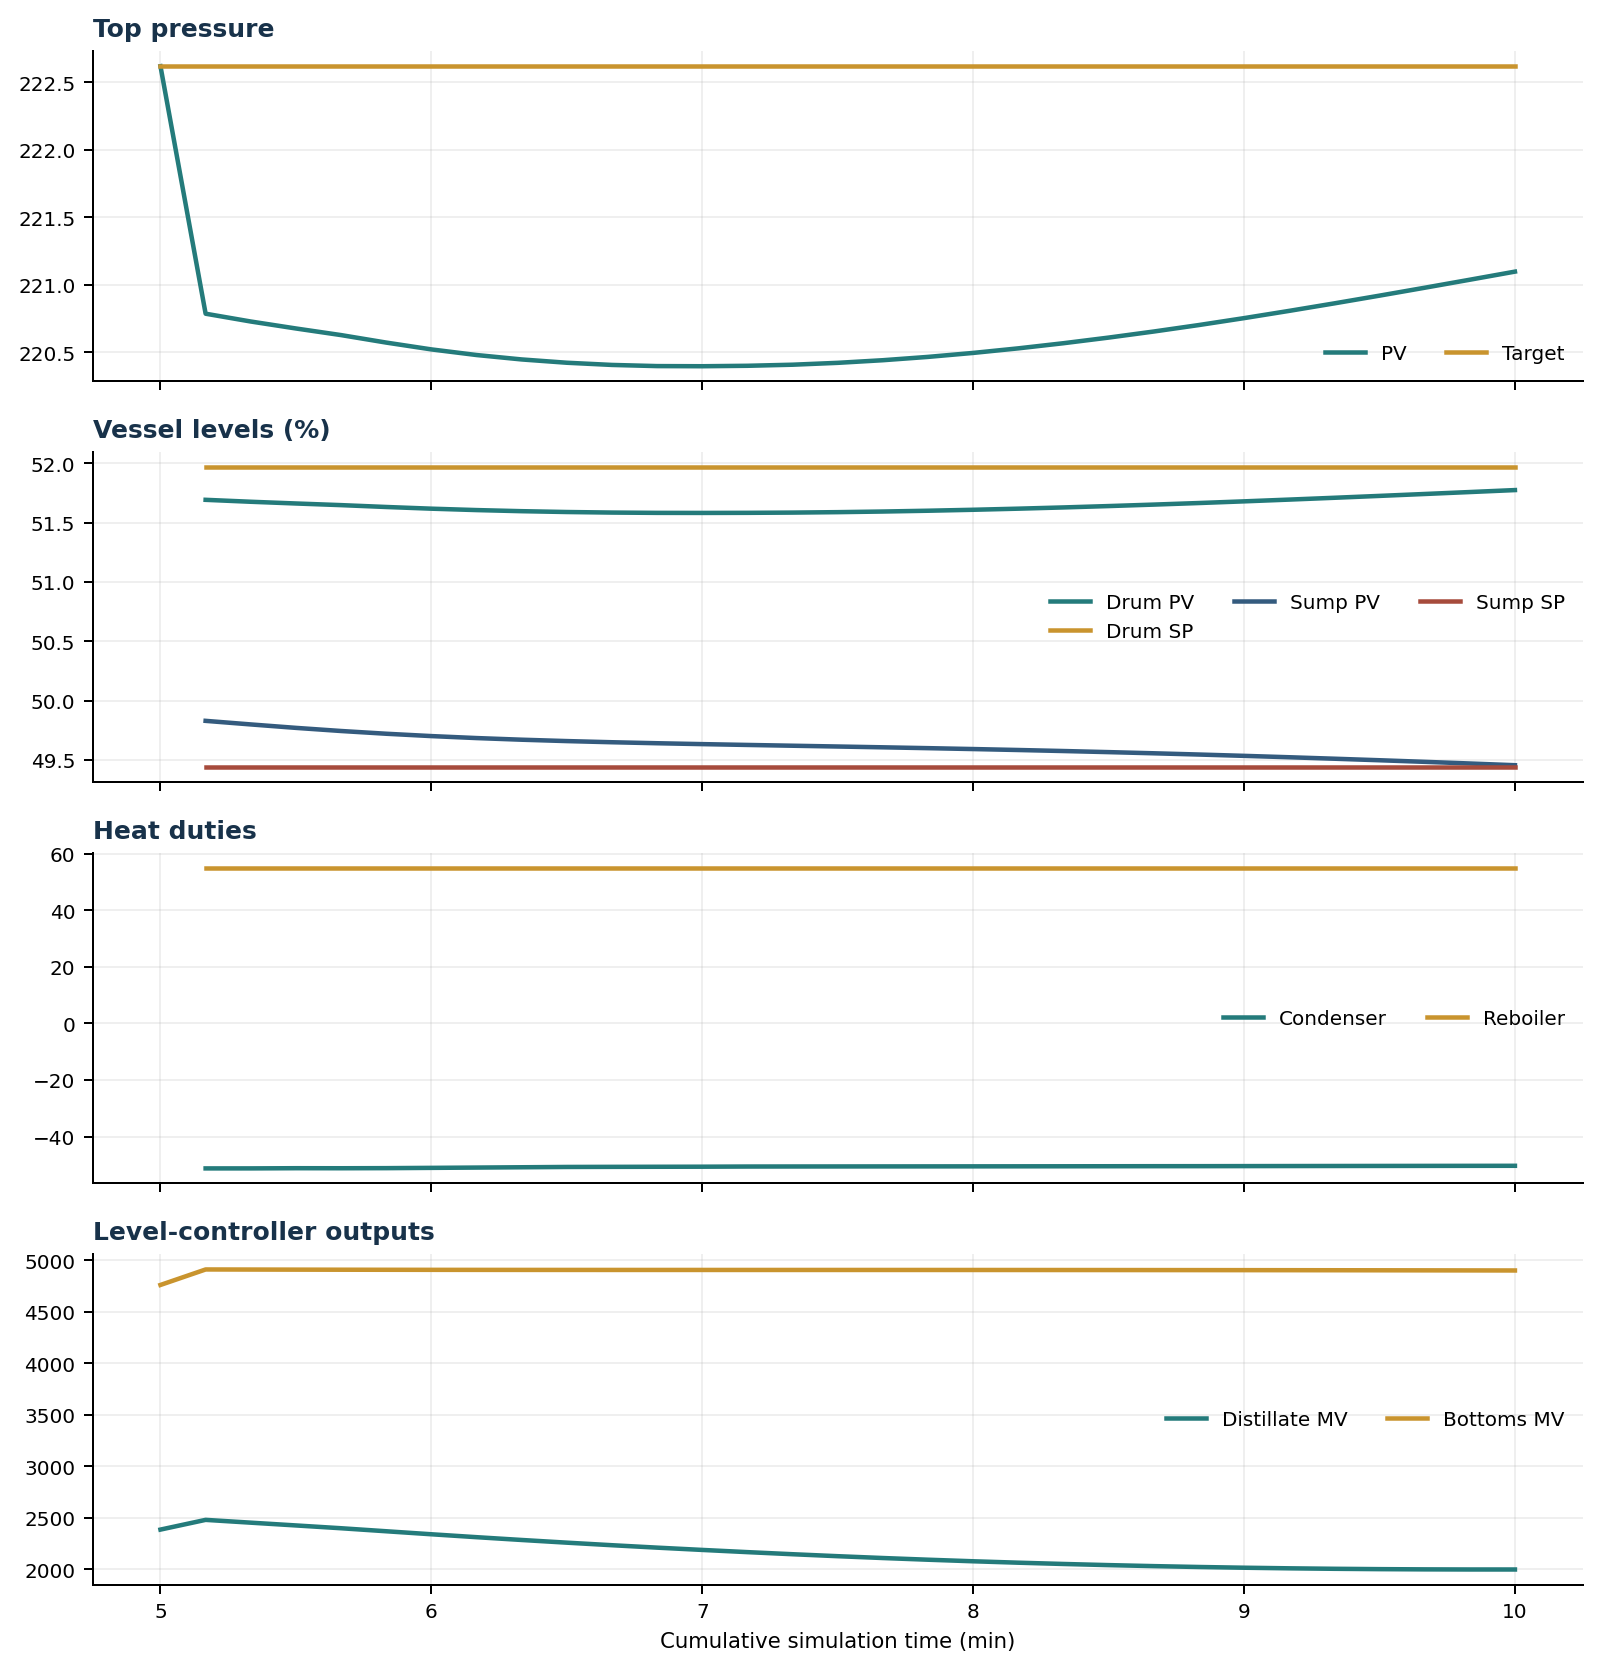 Top pressure
222.5
222.0
221.5
221.0
220.5
PV Target
Vessel levels (%)
52.0
51.5
51.0
50.5
50.0
49.5
Drum PV Sump PV Sump SP
Drum SP
Heat duties
60
40
20
0
−20
−40
Condenser Reboiler
Level-controller outputs
5000
4500
4000
3500
3000
2500
2000
Distillate MV Bottoms MV
5 6 7 8 9 10
Cumulative simulation time (min)